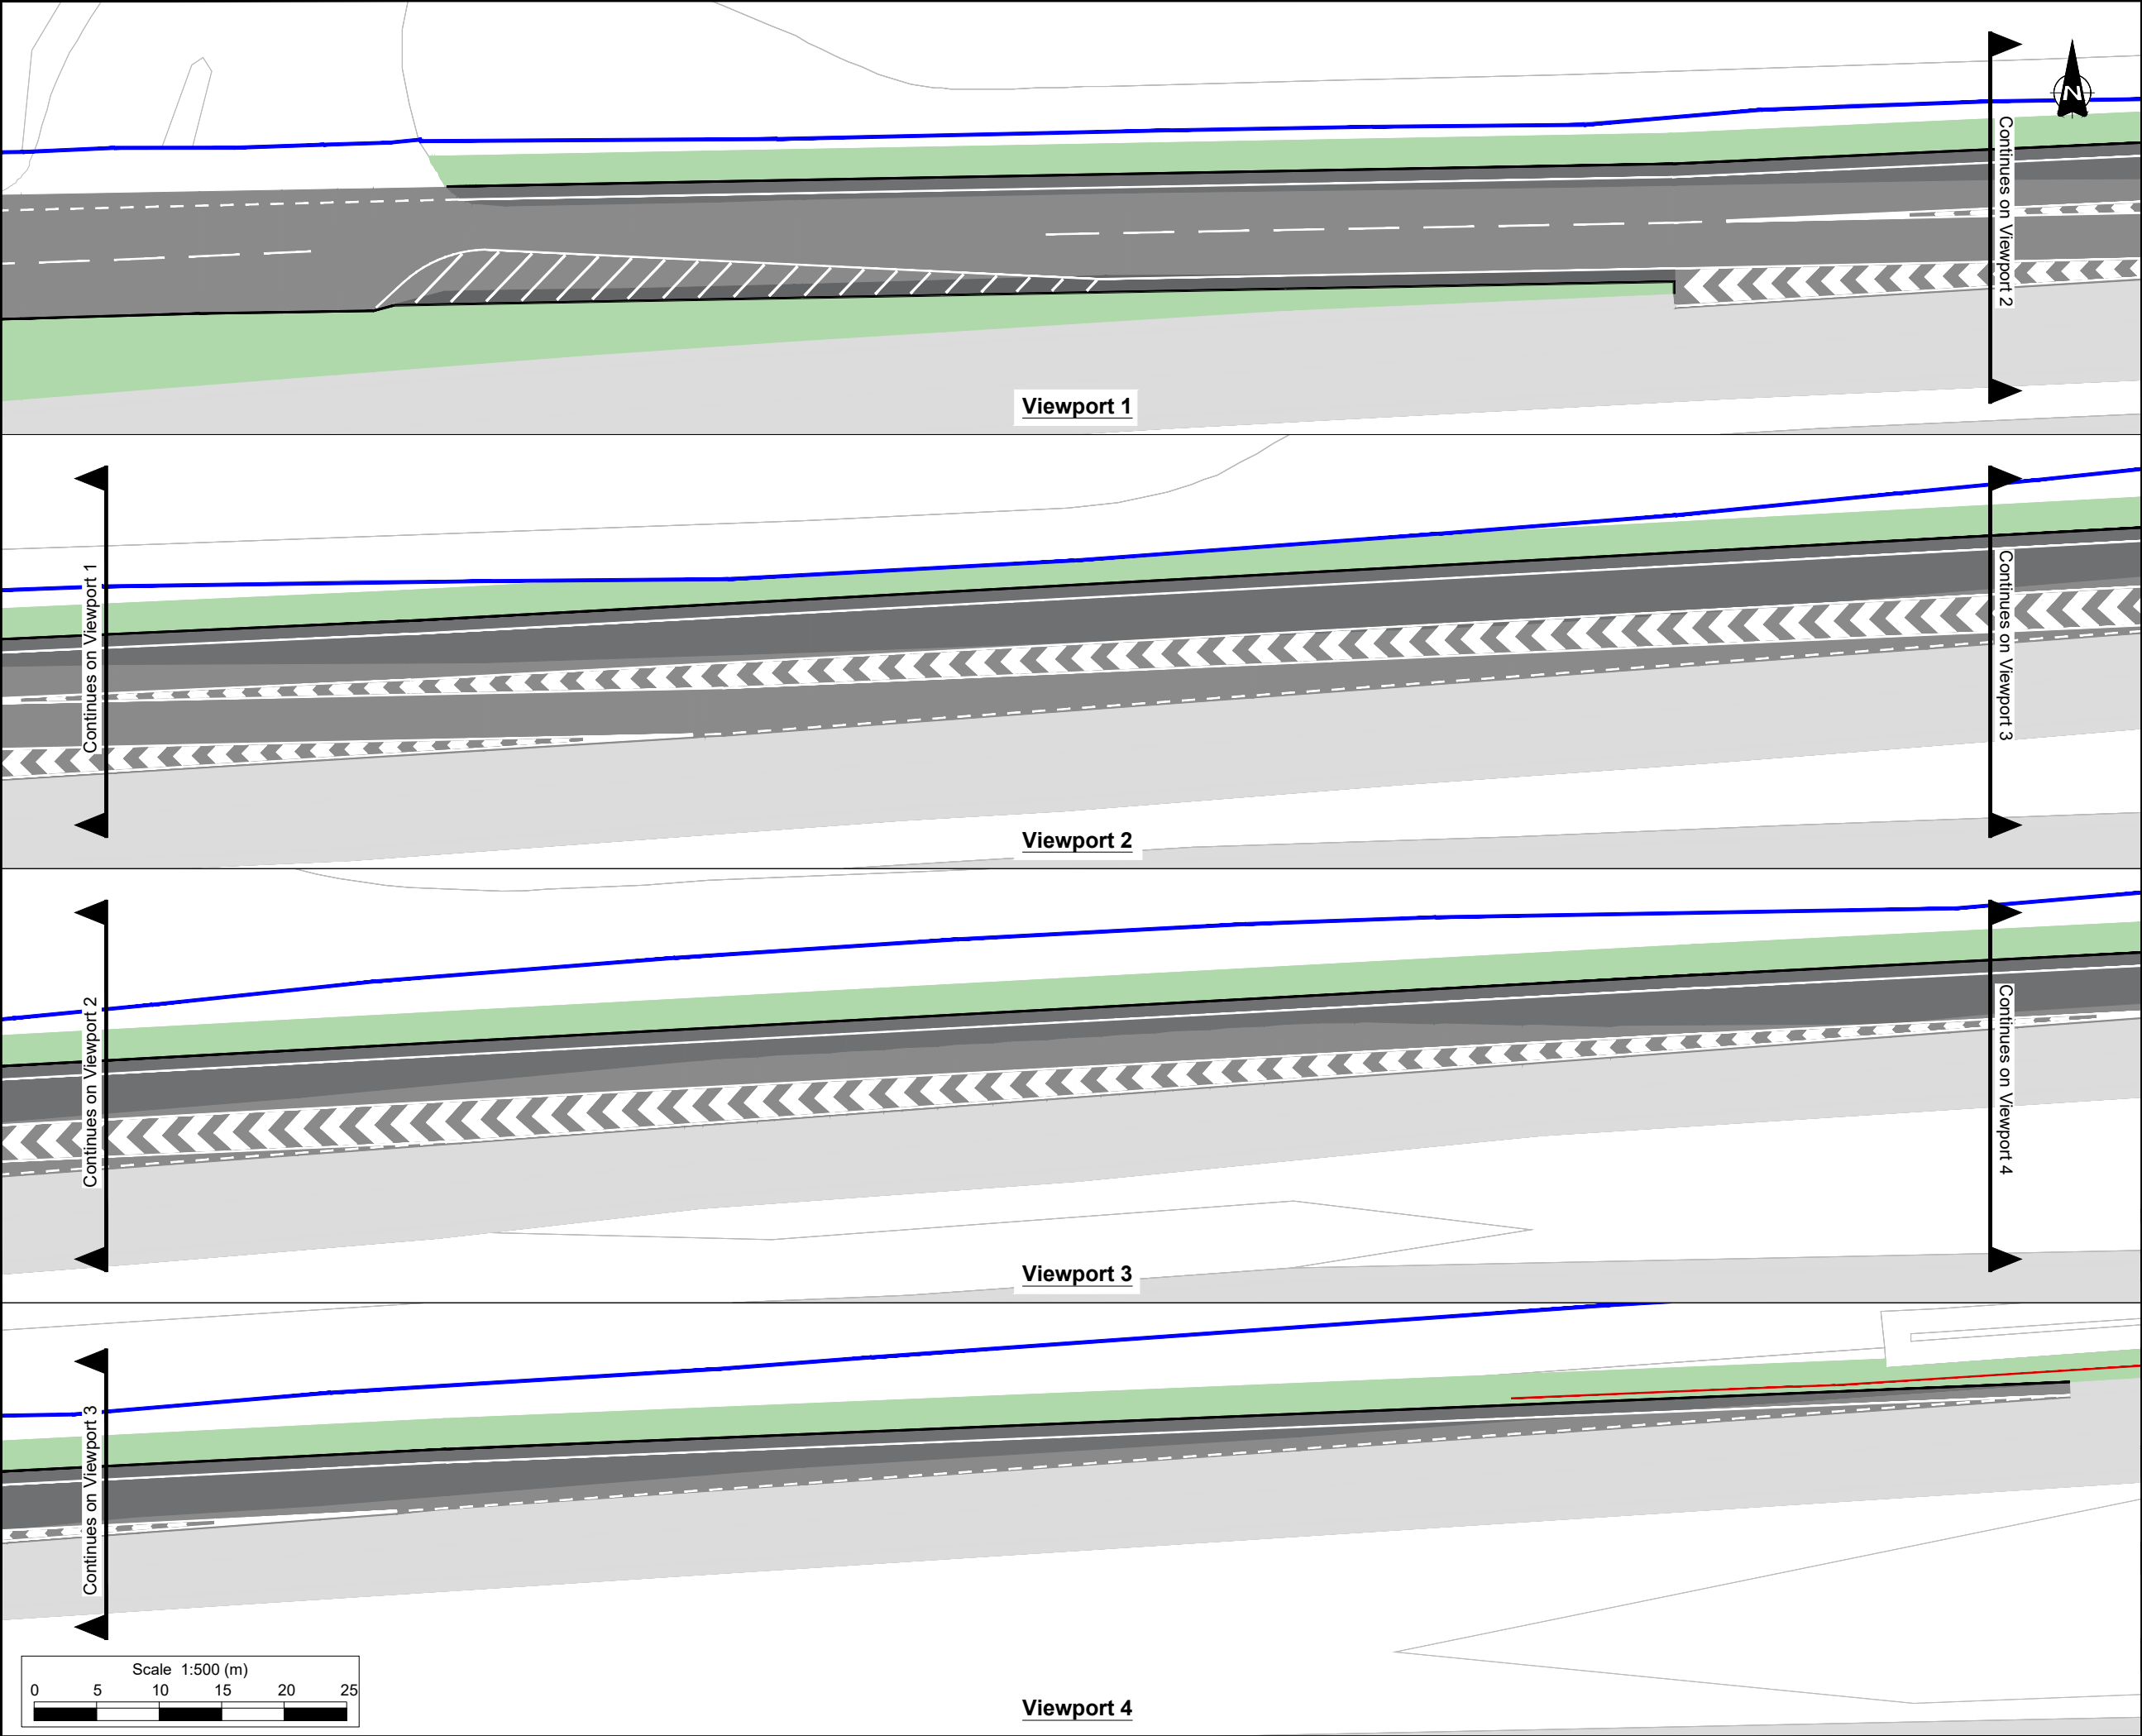 N
Continues on Viewport 2
Viewport 1
Continues on Viewport 1
Continues on Viewport 3
Viewport 2
Continues on Viewport 2
Continues on Viewport 4
Viewport 3
Continues on Viewport 3
Scale 1:500 (m)
0 5 10 15 20 25
Viewport 4